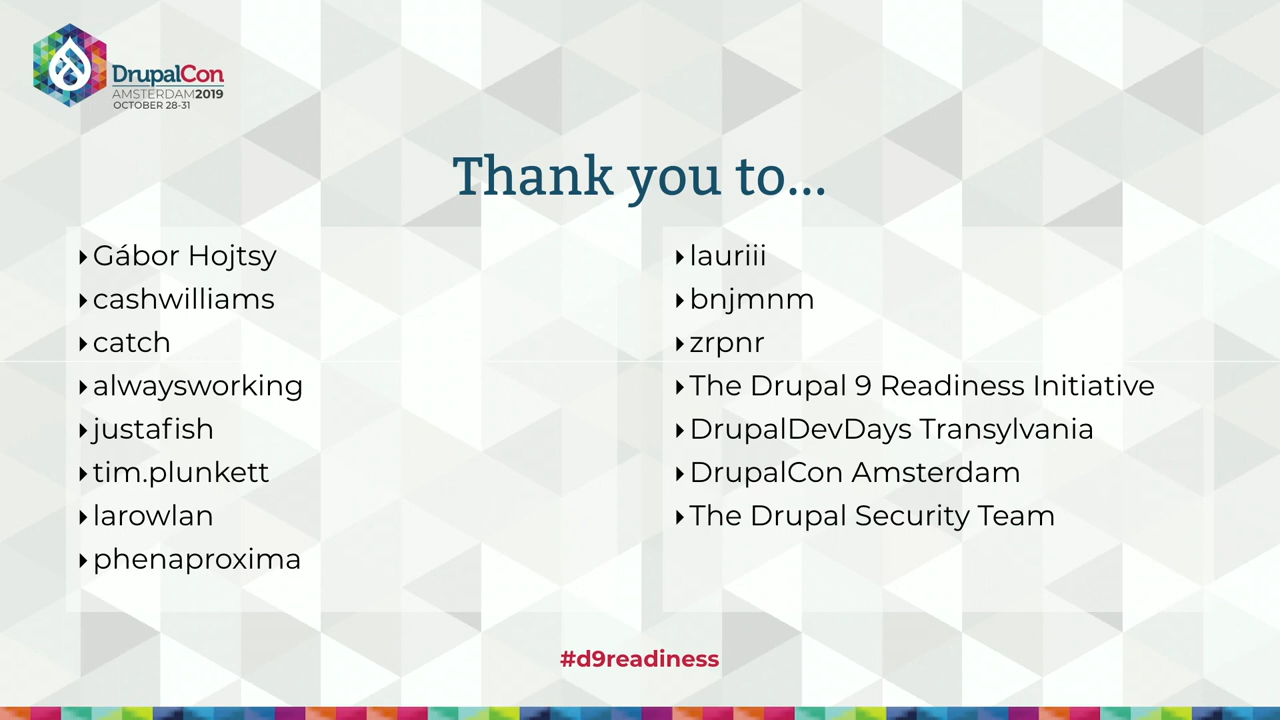 DrupalCon
AMSTERDAM2019
OCTOBER 28-31
Thank you to...
Gábor Hojtsy
cashwilliams
catch
alwaysworking
justafish
tim.plunkett
larowlan
phenaproxima
lauriii
bnjmnm
zrpnr
The Drupal 9 Readiness Initiative
DrupalDevDays Transylvania
DrupalCon Amsterdam
The Drupal Security Team
#d9readiness